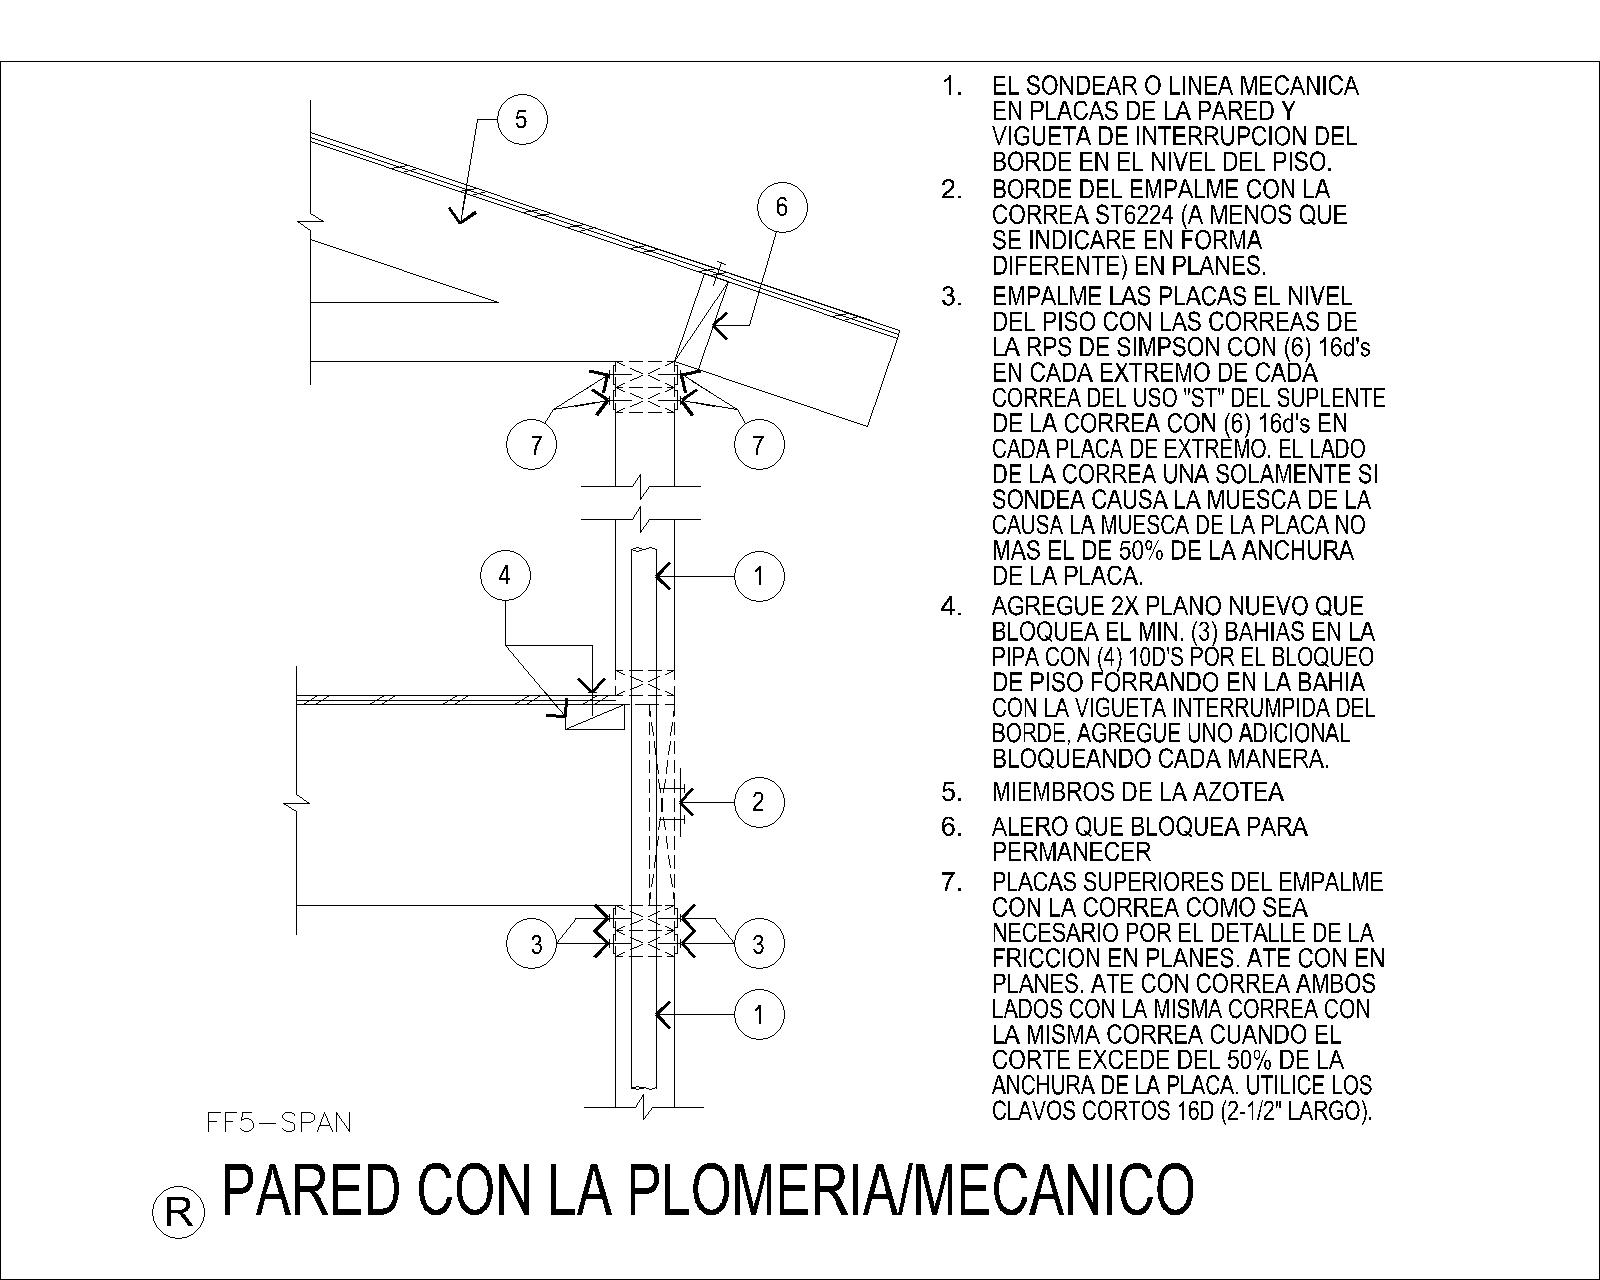 1. EL SONDEAR O LINEA MECANICA
EN PLACAS DE LA PARED Y
VIGUETA DE INTERRUPCION DEL
BORDE EN EL NIVEL DEL PISO.
2. BORDE DEL EMPALME CON LA
CORREA ST6224 (A MENOS QUE
SE INDICARE EN FORMA
DIFERENTE) EN PLANES.
3. EMPALME LAS PLACAS EL NIVEL
DEL PISO CON LAS CORREAS DE
LA RPS DE SIMPSON CON (6) 16d's
EN CADA EXTREMO DE CADA
CORREA DEL USO "ST" DEL SUPLENTE
DE LA CORREA CON (6) 16d's EN
CADA PLACA DE EXTREMO. EL LADO
DE LA CORREA UNA SOLAMENTE SI
SONDEA CAUSA LA MUESCA DE LA
CAUSA LA MUESCA DE LA PLACA NO
MAS EL DE 50% DE LA ANCHURA
DE LA PLACA.
4. AGREGUE 2X PLANO NUEVO QUE
BLOQUEA EL MIN. (3) BAHIAS EN LA
PIPA CON (4) 10D'S POR EL BLOQUEO
DE PISO FORRANDO EN LA BAHIA
CON LA VIGUETA INTERRUMPIDA DEL
BORDE, AGREGUE UNO ADICIONAL
BLOQUEANDO CADA MANERA.
5. MIEMBROS DE LA AZOTEA
6. ALERO QUE BLOQUEA PARA
PERMANECER
7. PLACAS SUPERIORES DEL EMPALME
CON LA CORREA COMO SEA
NECESARIO POR EL DETALLE DE LA
FRICCION EN PLANES. ATE CON EN
PLANES. ATE CON CORREA AMBOS
LADOS CON LA MISMA CORREA CON
LA MISMA CORREA CUANDO EL
CORTE EXCEDE DEL 50% DE LA
ANCHURA DE LA PLACA. UTILICE LOS
CLAVOS CORTOS 16D (2-1/2" LARGO).
5
6
7
7
4
1
2
3
3
1
FF5-SPAN
R PARED CON LA PLOMERIA/MECANICO